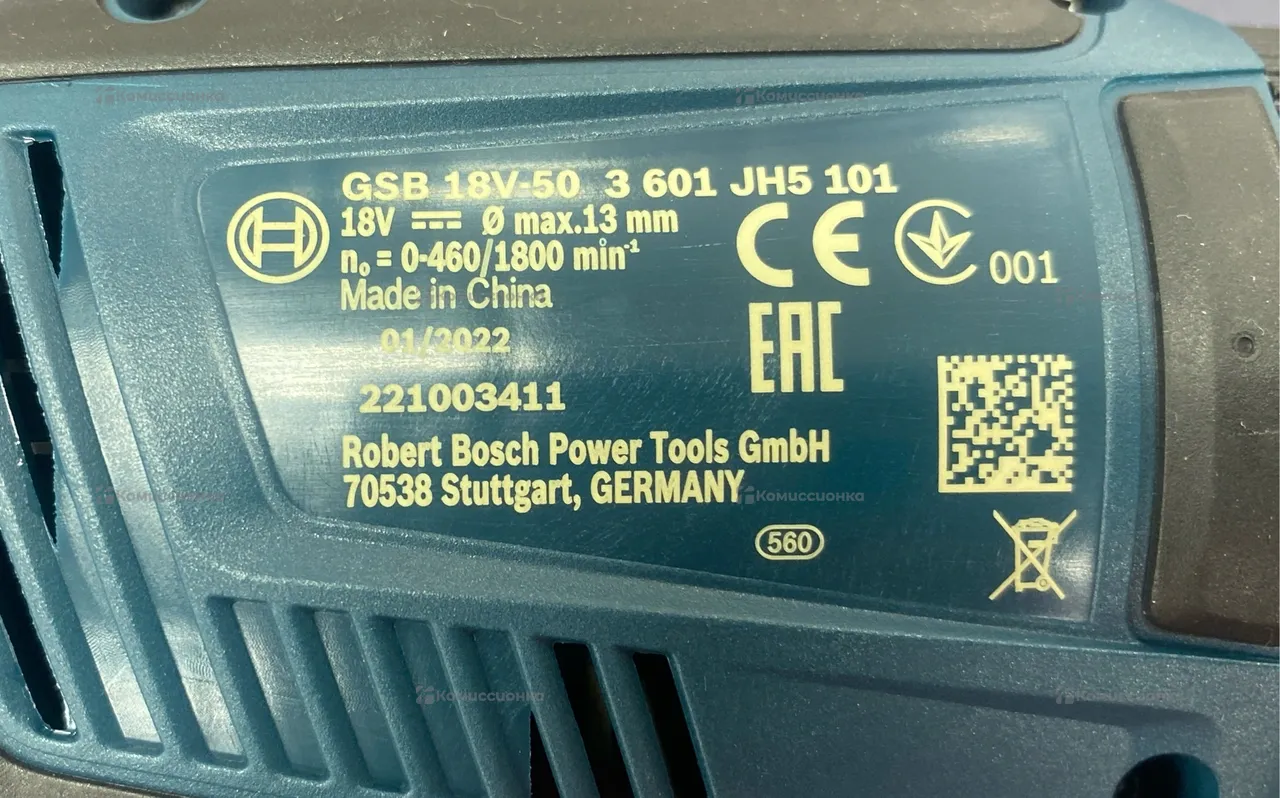 GSB 18V-50 3 601 JH5 101
18V Ø max.13 mm
n₀ = 0-460/1800 min⁻¹
Made in China
01/2022
221003411
Robert Bosch Power Tools GmbH
70538 Stuttgart, GERMANY
CE
001
EAC
560
Комиссионка
Комиссионка
Комиссионка
Комиссионка
Комиссионка
Комиссионка